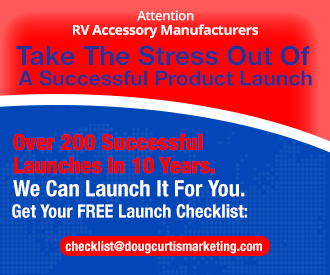 Attention
RV Accessory Manufacturers
Take The Stress Out Of
A Successful Product Launch
Over 200 Successful
Launches In 10 Years.
We Can Launch It For You.
Get Your FREE Launch Checklist:
checklist@dougcurtismarketing.com